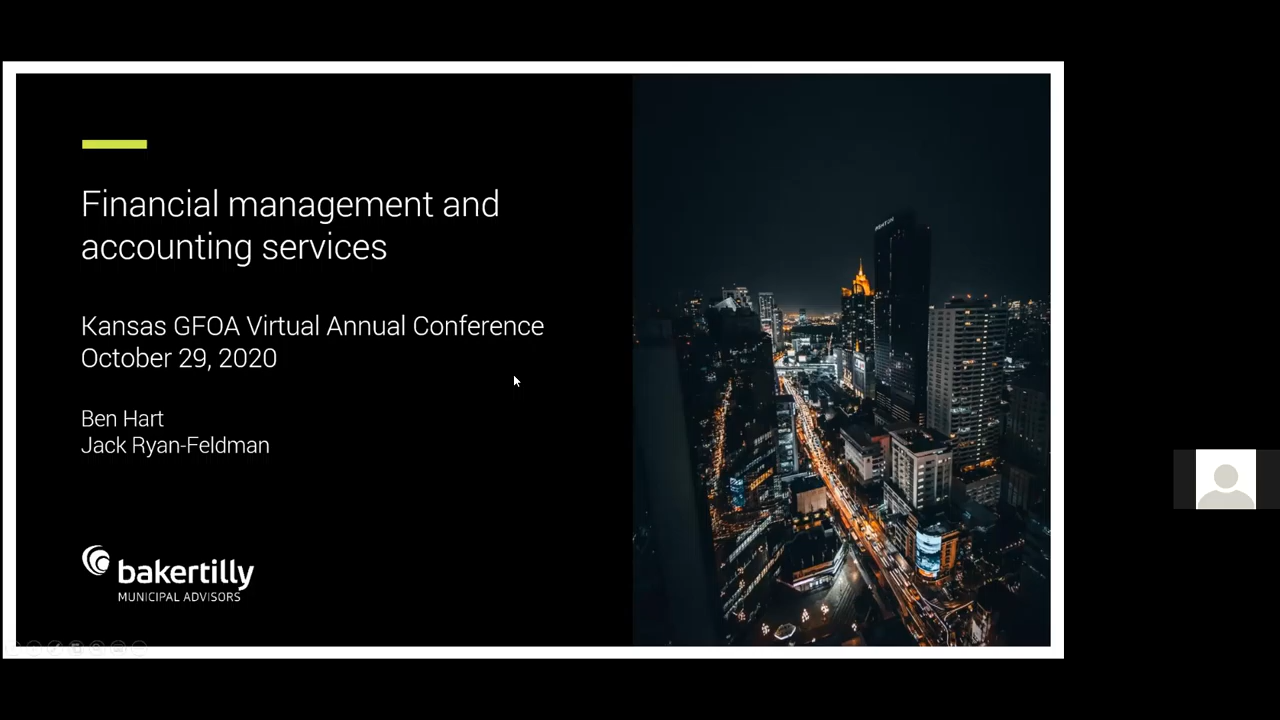 Financial management and
accounting services
Kansas GFOA Virtual Annual Conference
October 29, 2020
Ben Hart
Jack Ryan-Feldman
bakertilly
MUNICIPAL ADVISORS